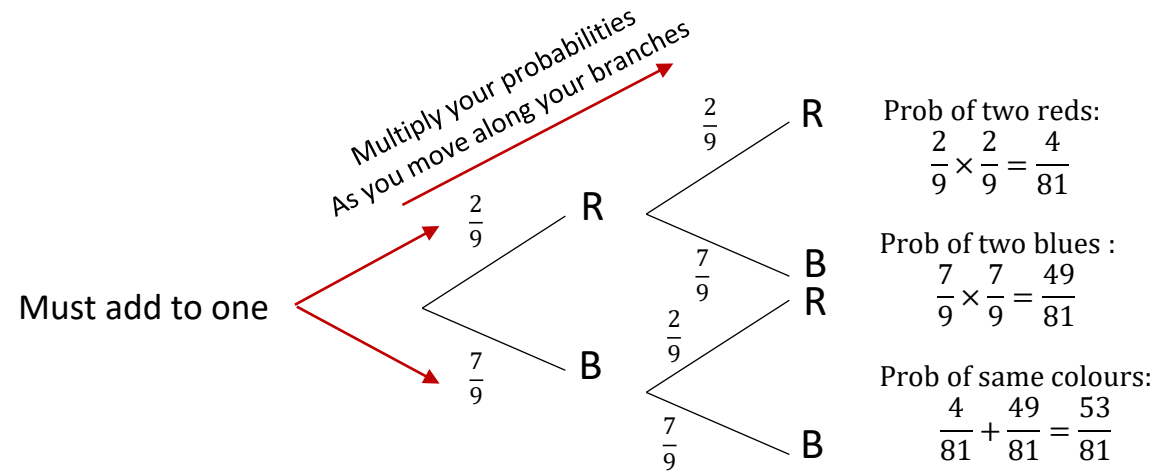 Multiply your probabilities
As you move along your branches
Must add to one
2/9
7/9
R
B
2/9
7/9
2/9
7/9
R
B
R
B
Prob of two reds:
2/9 × 2/9 = 4/81
Prob of two blues :
7/9 × 7/9 = 49/81
Prob of same colours:
4/81 + 49/81 = 53/81